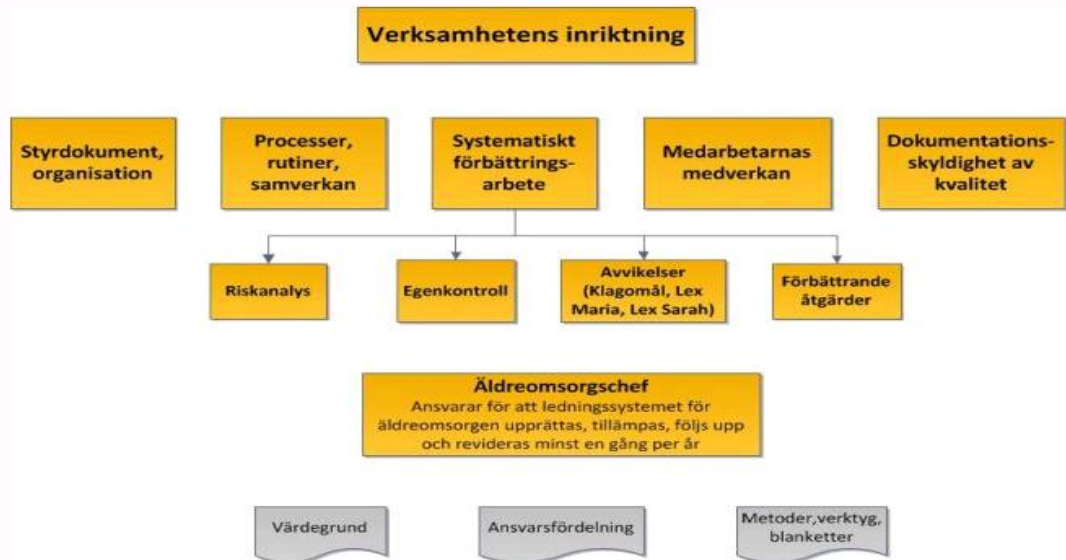 Verksamhetens inriktning
Styrdokument,
organisation
Processer,
rutiner,
samverkan
Systematiskt
förbättrings-
arbete
Medarbetarnas
medverkan
Dokumentations-
skyldighet av
kvalitet
Riskanalys
Egenkontroll
Avvikelser
(Klagomål, Lex
Maria, Lex Sarah)
Förbättrande
åtgärder
Äldreomsorgschef
Ansvarar för att ledningssystemet för
äldreomsorgen upprättas, tillämpas, följs upp
och revideras minst en gång per år
Värdegrund
Ansvarsfördelning
Metoder,verktyg,
blanketter